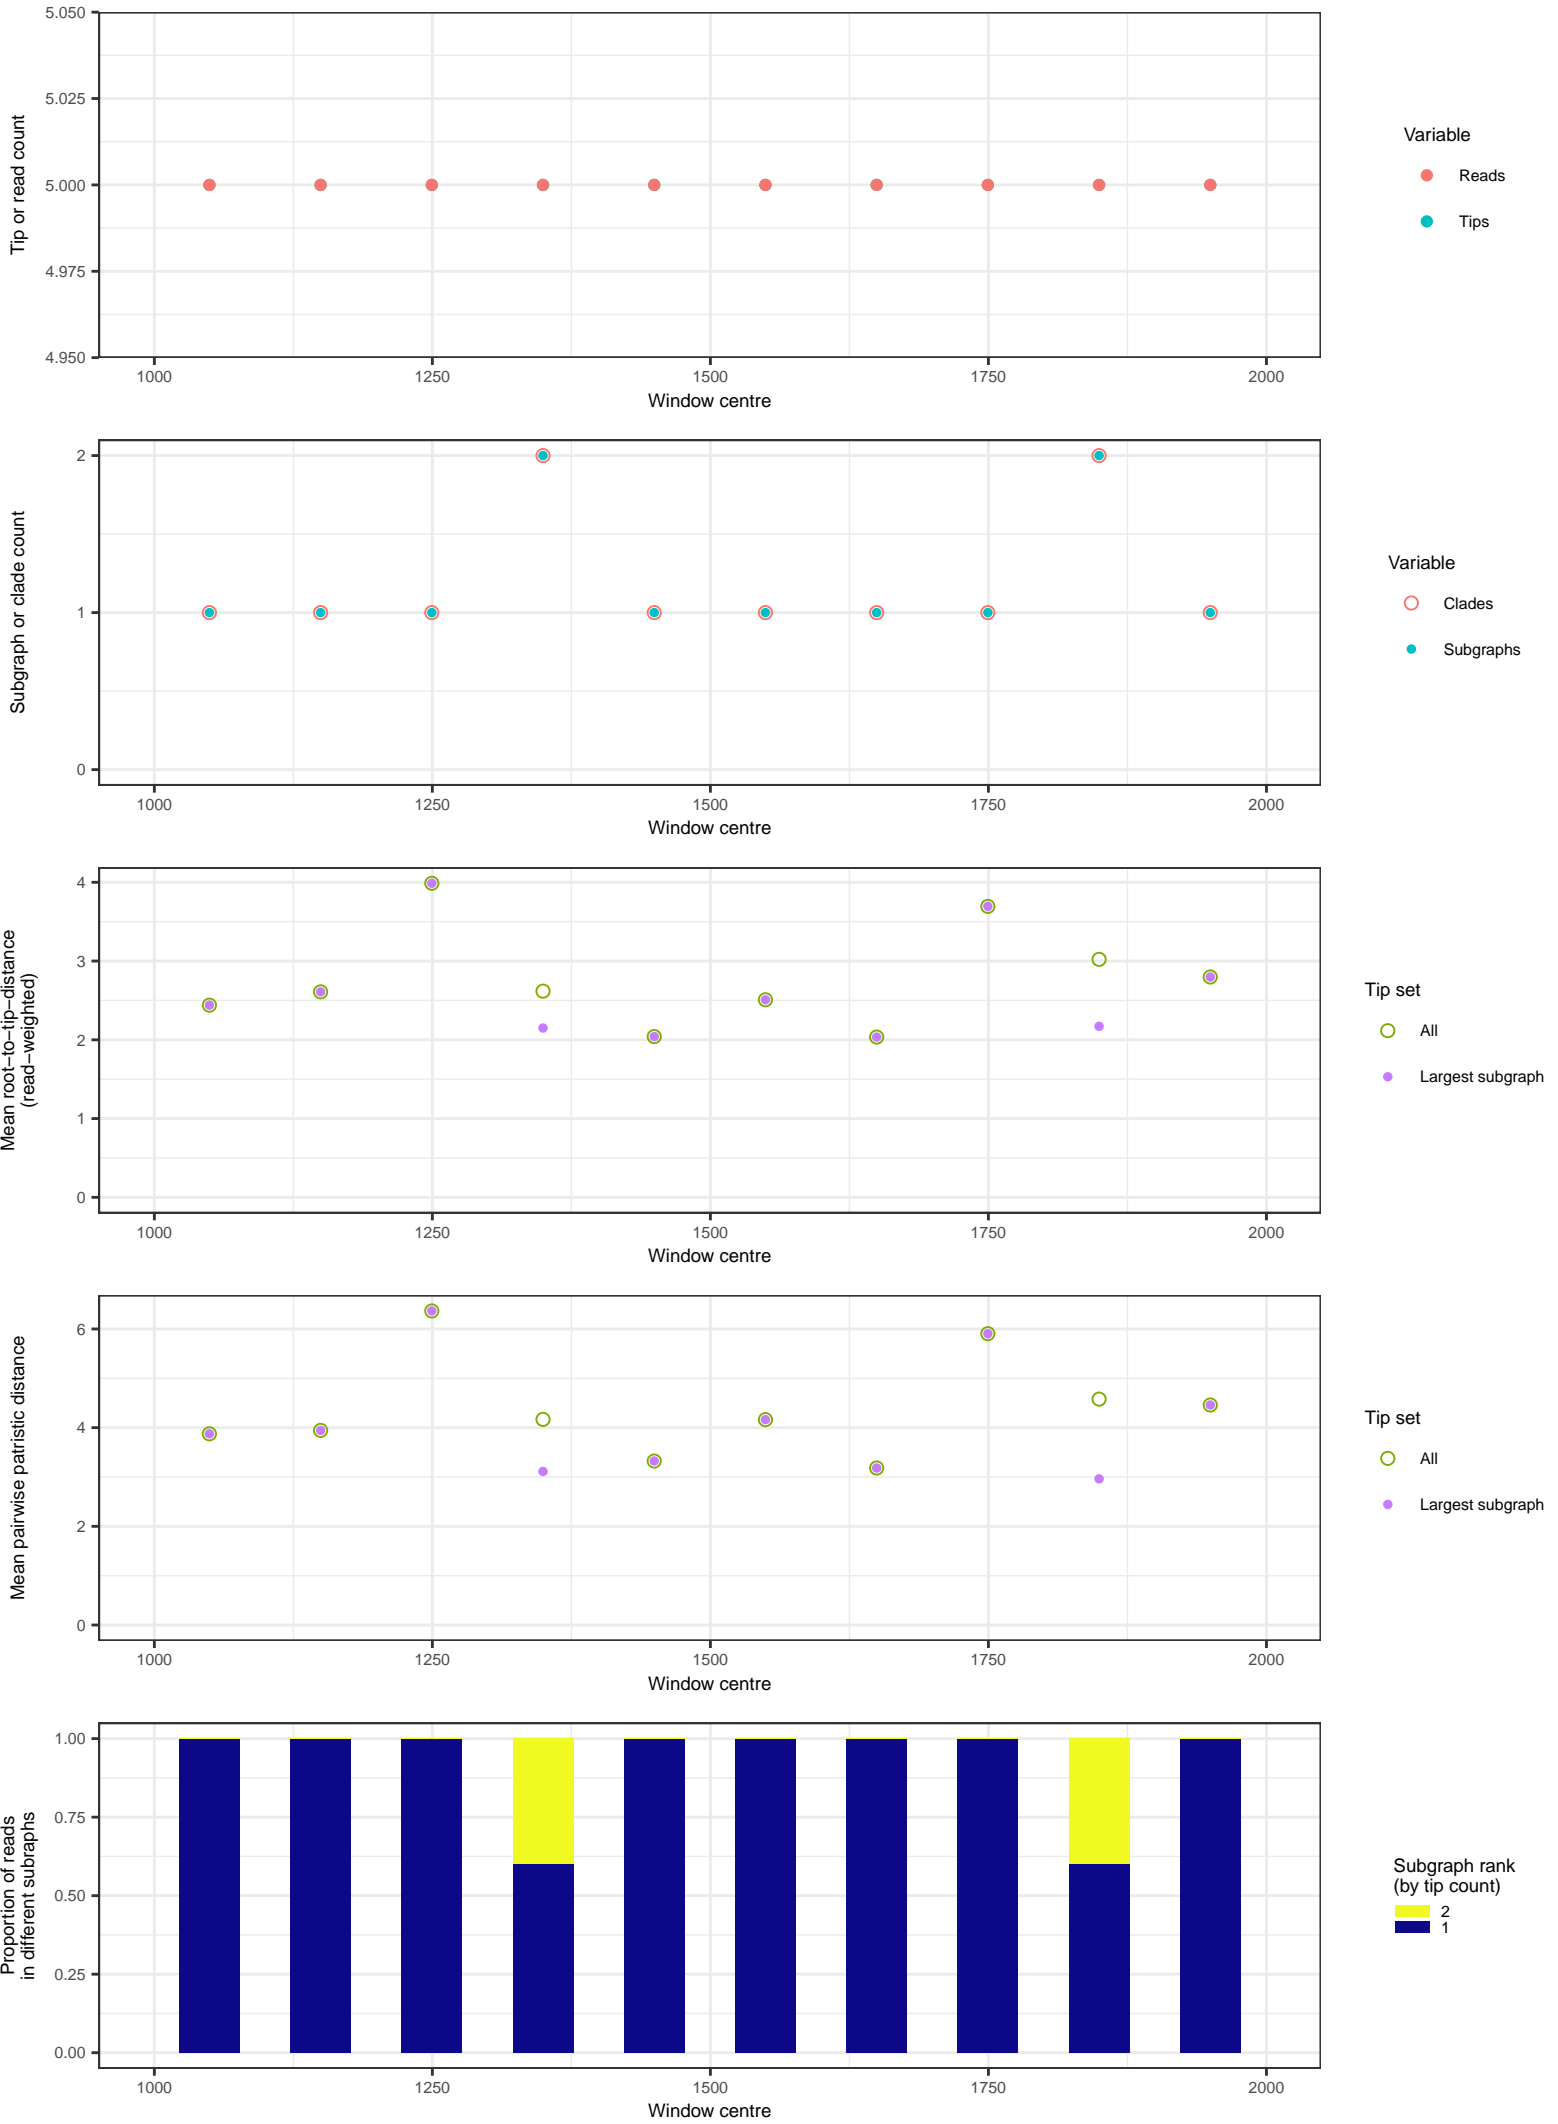 5.050
5.025
5.000
4.975
4.950
Tip or read count
1000 1250 1500 1750 2000
Window centre
Variable
Reads
Tips
2
1
0
Subgraph or clade count
1000 1250 1500 1750 2000
Window centre
Variable
Clades
Subgraphs
4
3
2
1
0
Mean root−to−tip−distance
(read−weighted)
1000 1250 1500 1750 2000
Window centre
Tip set
All
Largest subgraph
6
4
2
0
Mean pairwise patristic distance
1000 1250 1500 1750 2000
Window centre
Tip set
All
Largest subgraph
1.00
0.75
0.50
0.25
0.00
Proportion of reads
in different subraphs
1000 1250 1500 1750 2000
Window centre
Subgraph rank
(by tip count)
2
1